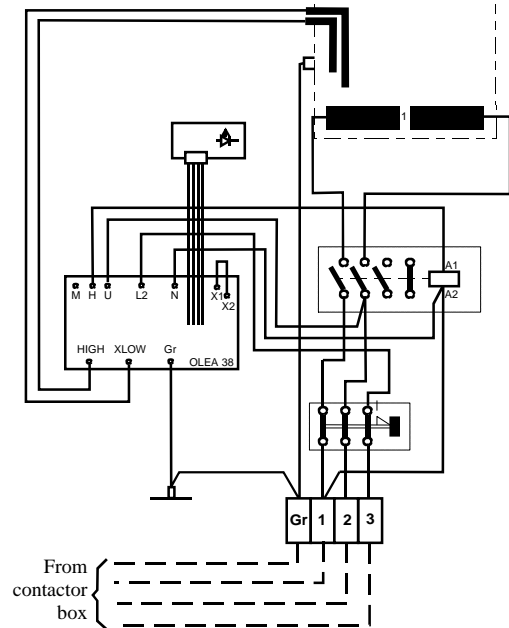 1
A1
A2
M H U L2 N X1
X2
HIGH XLOW Gr
OLEA 38
Gr 1 2 3
From
contactor
box